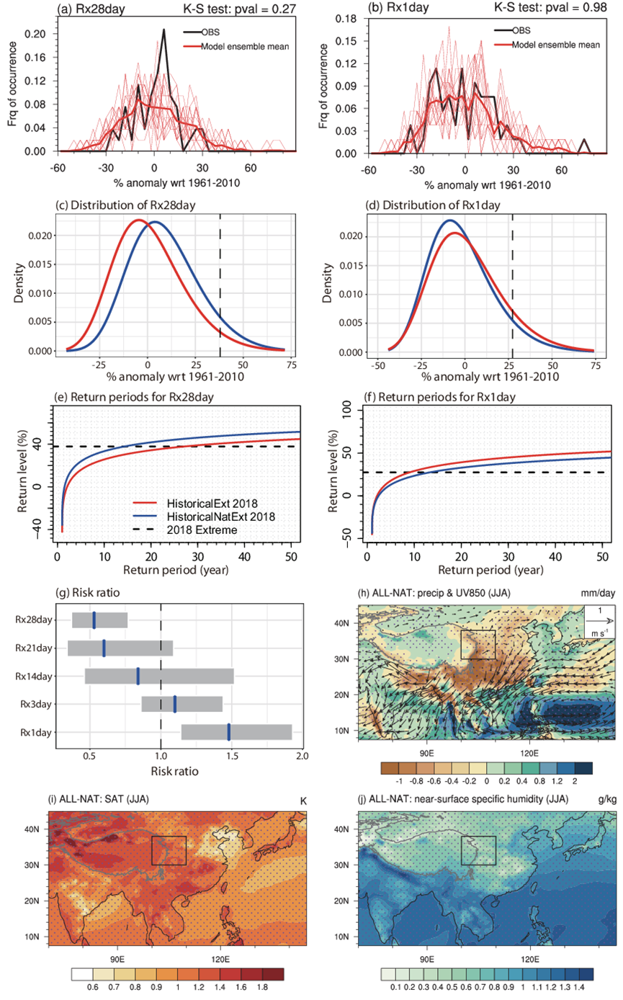 (a) Rx28day K-S test: pval = 0.27
OBS
Model ensemble mean
Frq of occurrence
0.20
0.16
0.12
0.08
0.04
0.00
-60 -30 0 30 60
% anomaly wrt 1961-2010
(b) Rx1day K-S test: pval = 0.98
OBS
Model ensemble mean
Frq of occurrence
0.18
0.15
0.12
0.09
0.06
0.03
0.00
-60 -30 0 30 60
% anomaly wrt 1961-2010
(c) Distribution of Rx28day
Density
0.020
0.015
0.010
0.005
0.000
-25 0 25 50 75
% anomaly wrt 1961-2010
(d) Distribution of Rx1day
Density
0.020
0.015
0.010
0.005
0.000
-50 -25 0 25 50 75
% anomaly wrt 1961-2010
(e) Return periods for Rx28day
Return level (%)
40
0
-40
HistoricalExt 2018
HistoricalNatExt 2018
2018 Extreme
0 10 20 30 40 50
Return period (year)
(f) Return periods for Rx1day
Return level (%)
100
50
0
-50
0 10 20 30 40 50
Return period (year)
(g) Risk ratio
Rx28day
Rx21day
Rx14day
Rx3day
Rx1day
0.5 1.0 1.5 2.0
Risk ratio
(h) ALL-NAT: precip & UV850 (JJA) mm/day
1
m s⁻¹
40N
30N
20N
10N
90E 120E
-1 -0.8 -0.6 -0.4 -0.2 0 0.2 0.4 0.8 1.2 2
(i) ALL-NAT: SAT (JJA) K
40N
30N
20N
10N
90E 120E
0.6 0.7 0.8 0.9 1 1.2 1.4 1.6 1.8
(j) ALL-NAT: near-surface specific humidity (JJA) g/kg
40N
30N
20N
10N
90E 120E
0.1 0.2 0.5 0.6 0.7 0.8 0.9 1 1.1 1.2 1.3 1.4